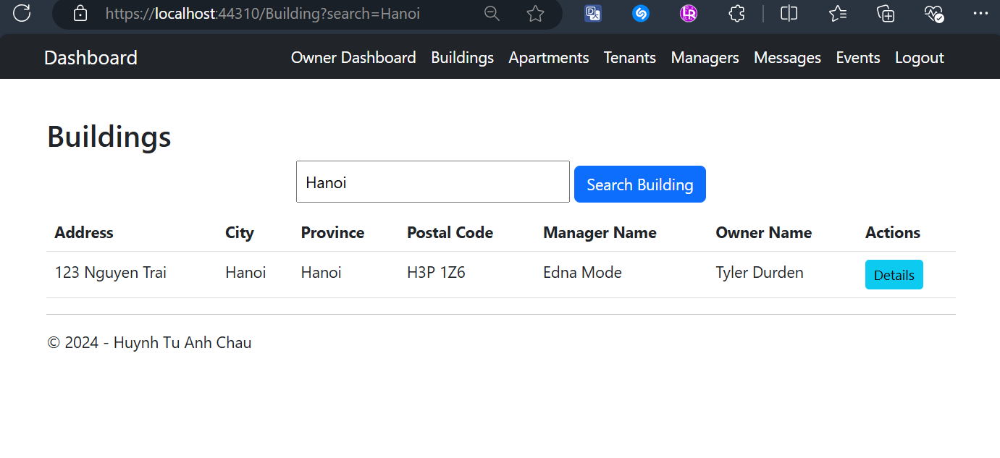 https://localhost:44310/Building?search=Hanoi
Dashboard Owner Dashboard Buildings Apartments Tenants Managers Messages Events Logout
Buildings
Hanoi Search Building
Address City Province Postal Code Manager Name Owner Name Actions
123 Nguyen Trai Hanoi Hanoi H3P 1Z6 Edna Mode Tyler Durden Details
© 2024 - Huynh Tu Anh Chau